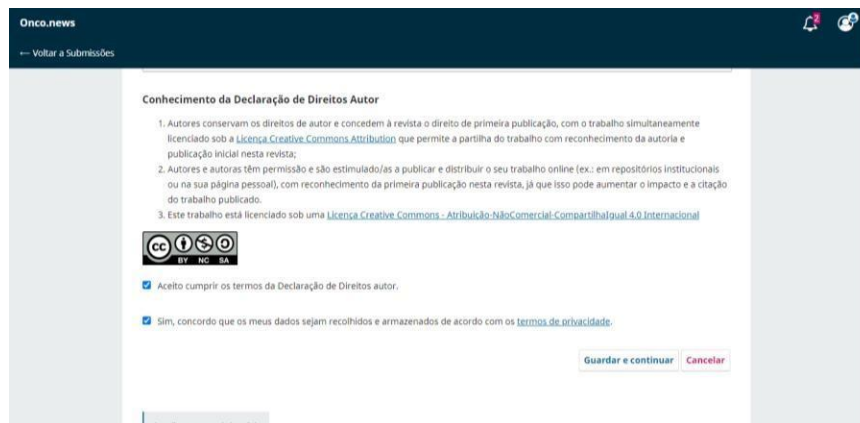 Onco.news
2
← Voltar a Submissões
Conhecimento da Declaração de Direitos Autor
1. Autores conservam os direitos de autor e concedem à revista o direito de primeira publicação, com o trabalho simultaneamente
licenciado sob a Licença Creative Commons Attribution que permite a partilha do trabalho com reconhecimento da autoria e
publicação inicial nesta revista;
2. Autores e autoras têm permissão e são estimulado/as a publicar e distribuir o seu trabalho online (ex.: em repositórios institucionais
ou na sua página pessoal), com reconhecimento da primeira publicação nesta revista, já que isso pode aumentar o impacto e a citação
do trabalho publicado.
3. Este trabalho está licenciado sob uma Licença Creative Commons - Atribuição-NãoComercial-CompartilhaIgual 4.0 Internacional
cc
BY NC SA
Aceito cumprir os termos da Declaração de Direitos autor.
Sim, concordo que os meus dados sejam recolhidos e armazenados de acordo com os termos de privacidade.
Guardar e continuar Cancelar